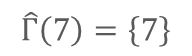 Γ̂(7) = {7}